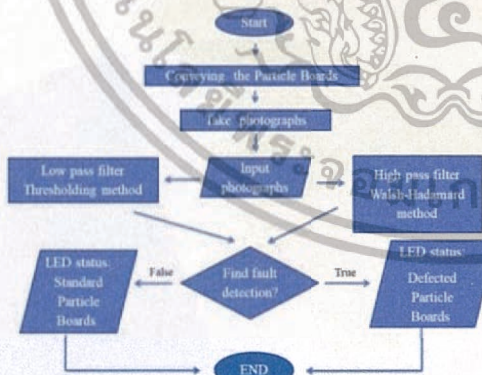 Start
Conveying the Particle Boards
Take photographs
Low pass filter
Thresholding method
Input
photographs
High pass filter
Walsh-Hadamard
method
LED status:
Standard
Particle
Boards
False
Find fault
detection?
True
LED status:
Defected
Particle
Boards
END